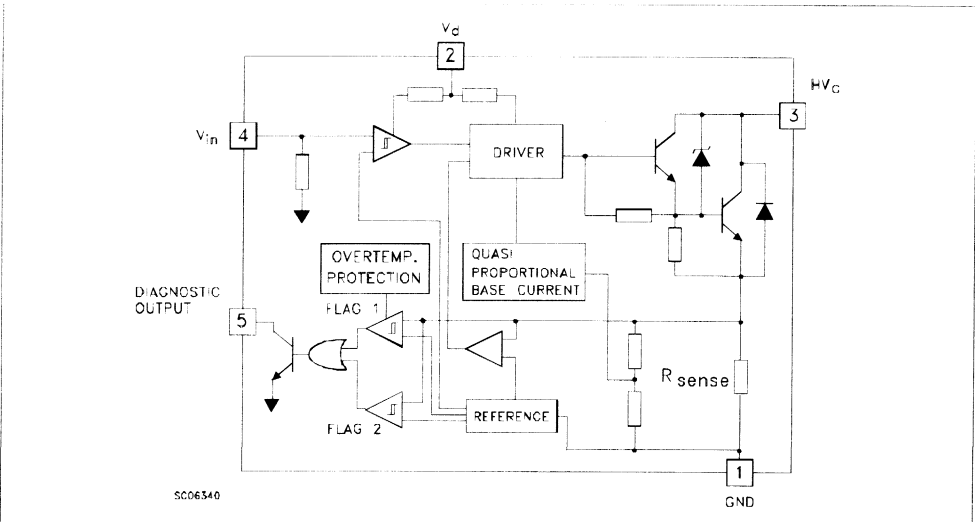 Vd
2
HVC
3
Vin
4
DRIVER
OVERTEMP.
PROTECTION
QUASI
PROPORTIONAL
BASE CURRENT
DIAGNOSTIC
OUTPUT
5
FLAG 1
Rsense
REFERENCE
FLAG 2
1
SC06340
GND